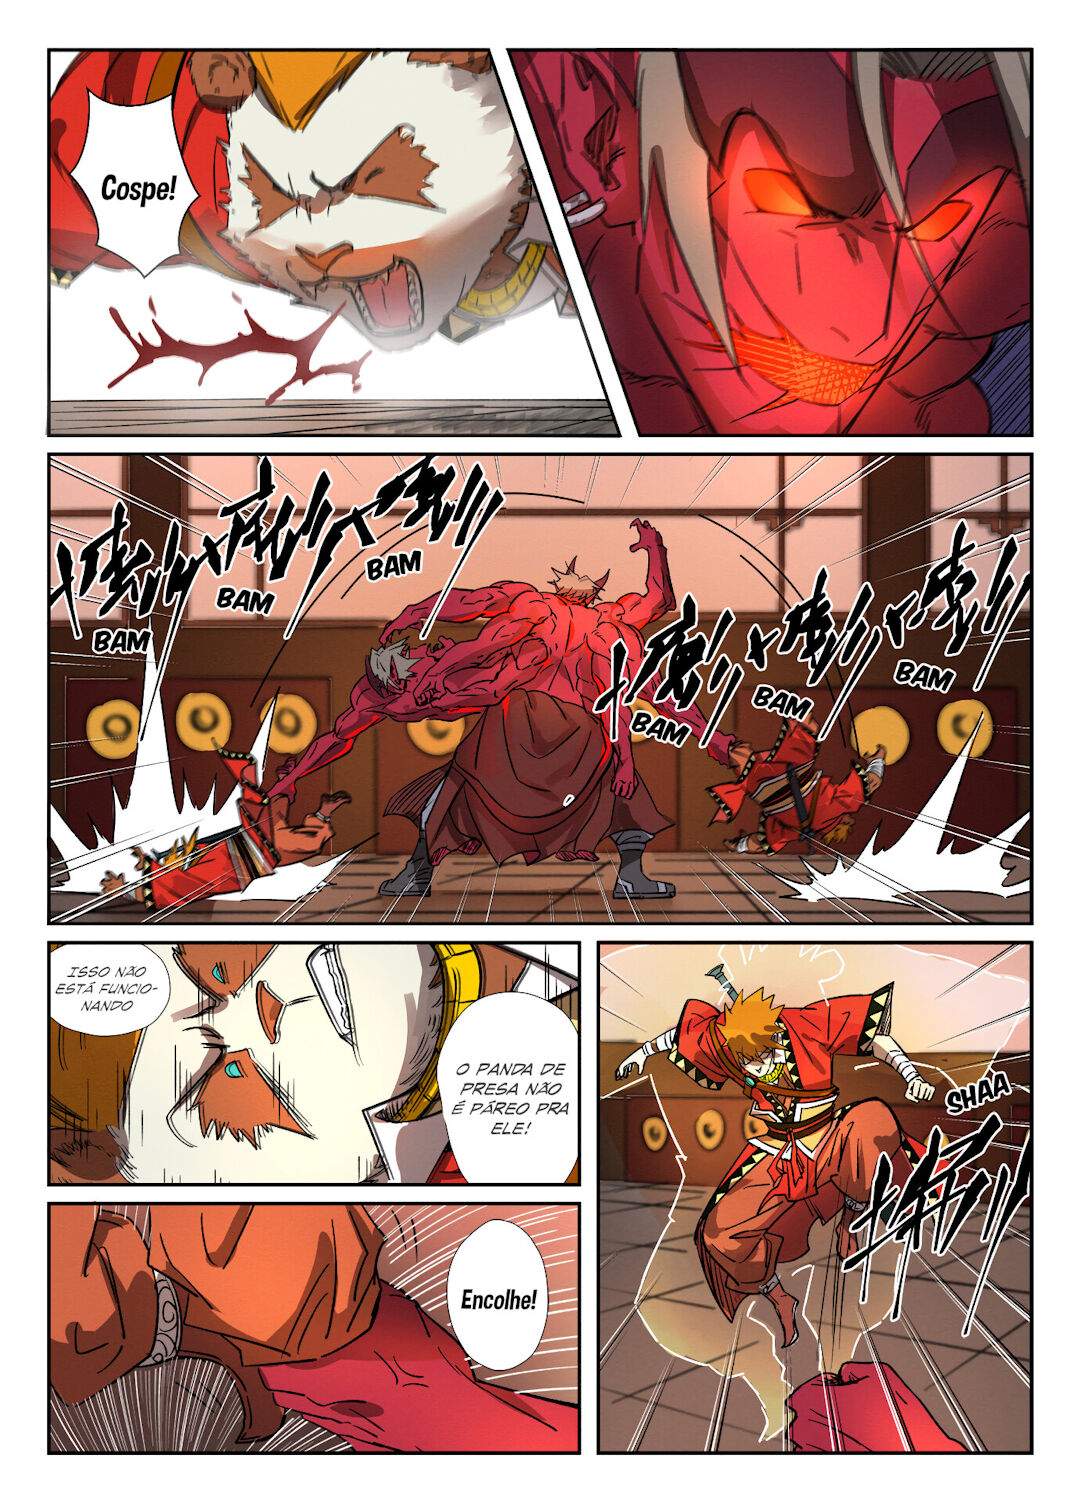 Cospe!
BAM
BAM
BAM
BAM
BAM
BAM
ISSO NÃO
ESTÁ FUNCIO-
NANDO
O PANDA DE
PRESA NÃO
É PÁREO PRA
ELE!
SHAA
Encolhe!